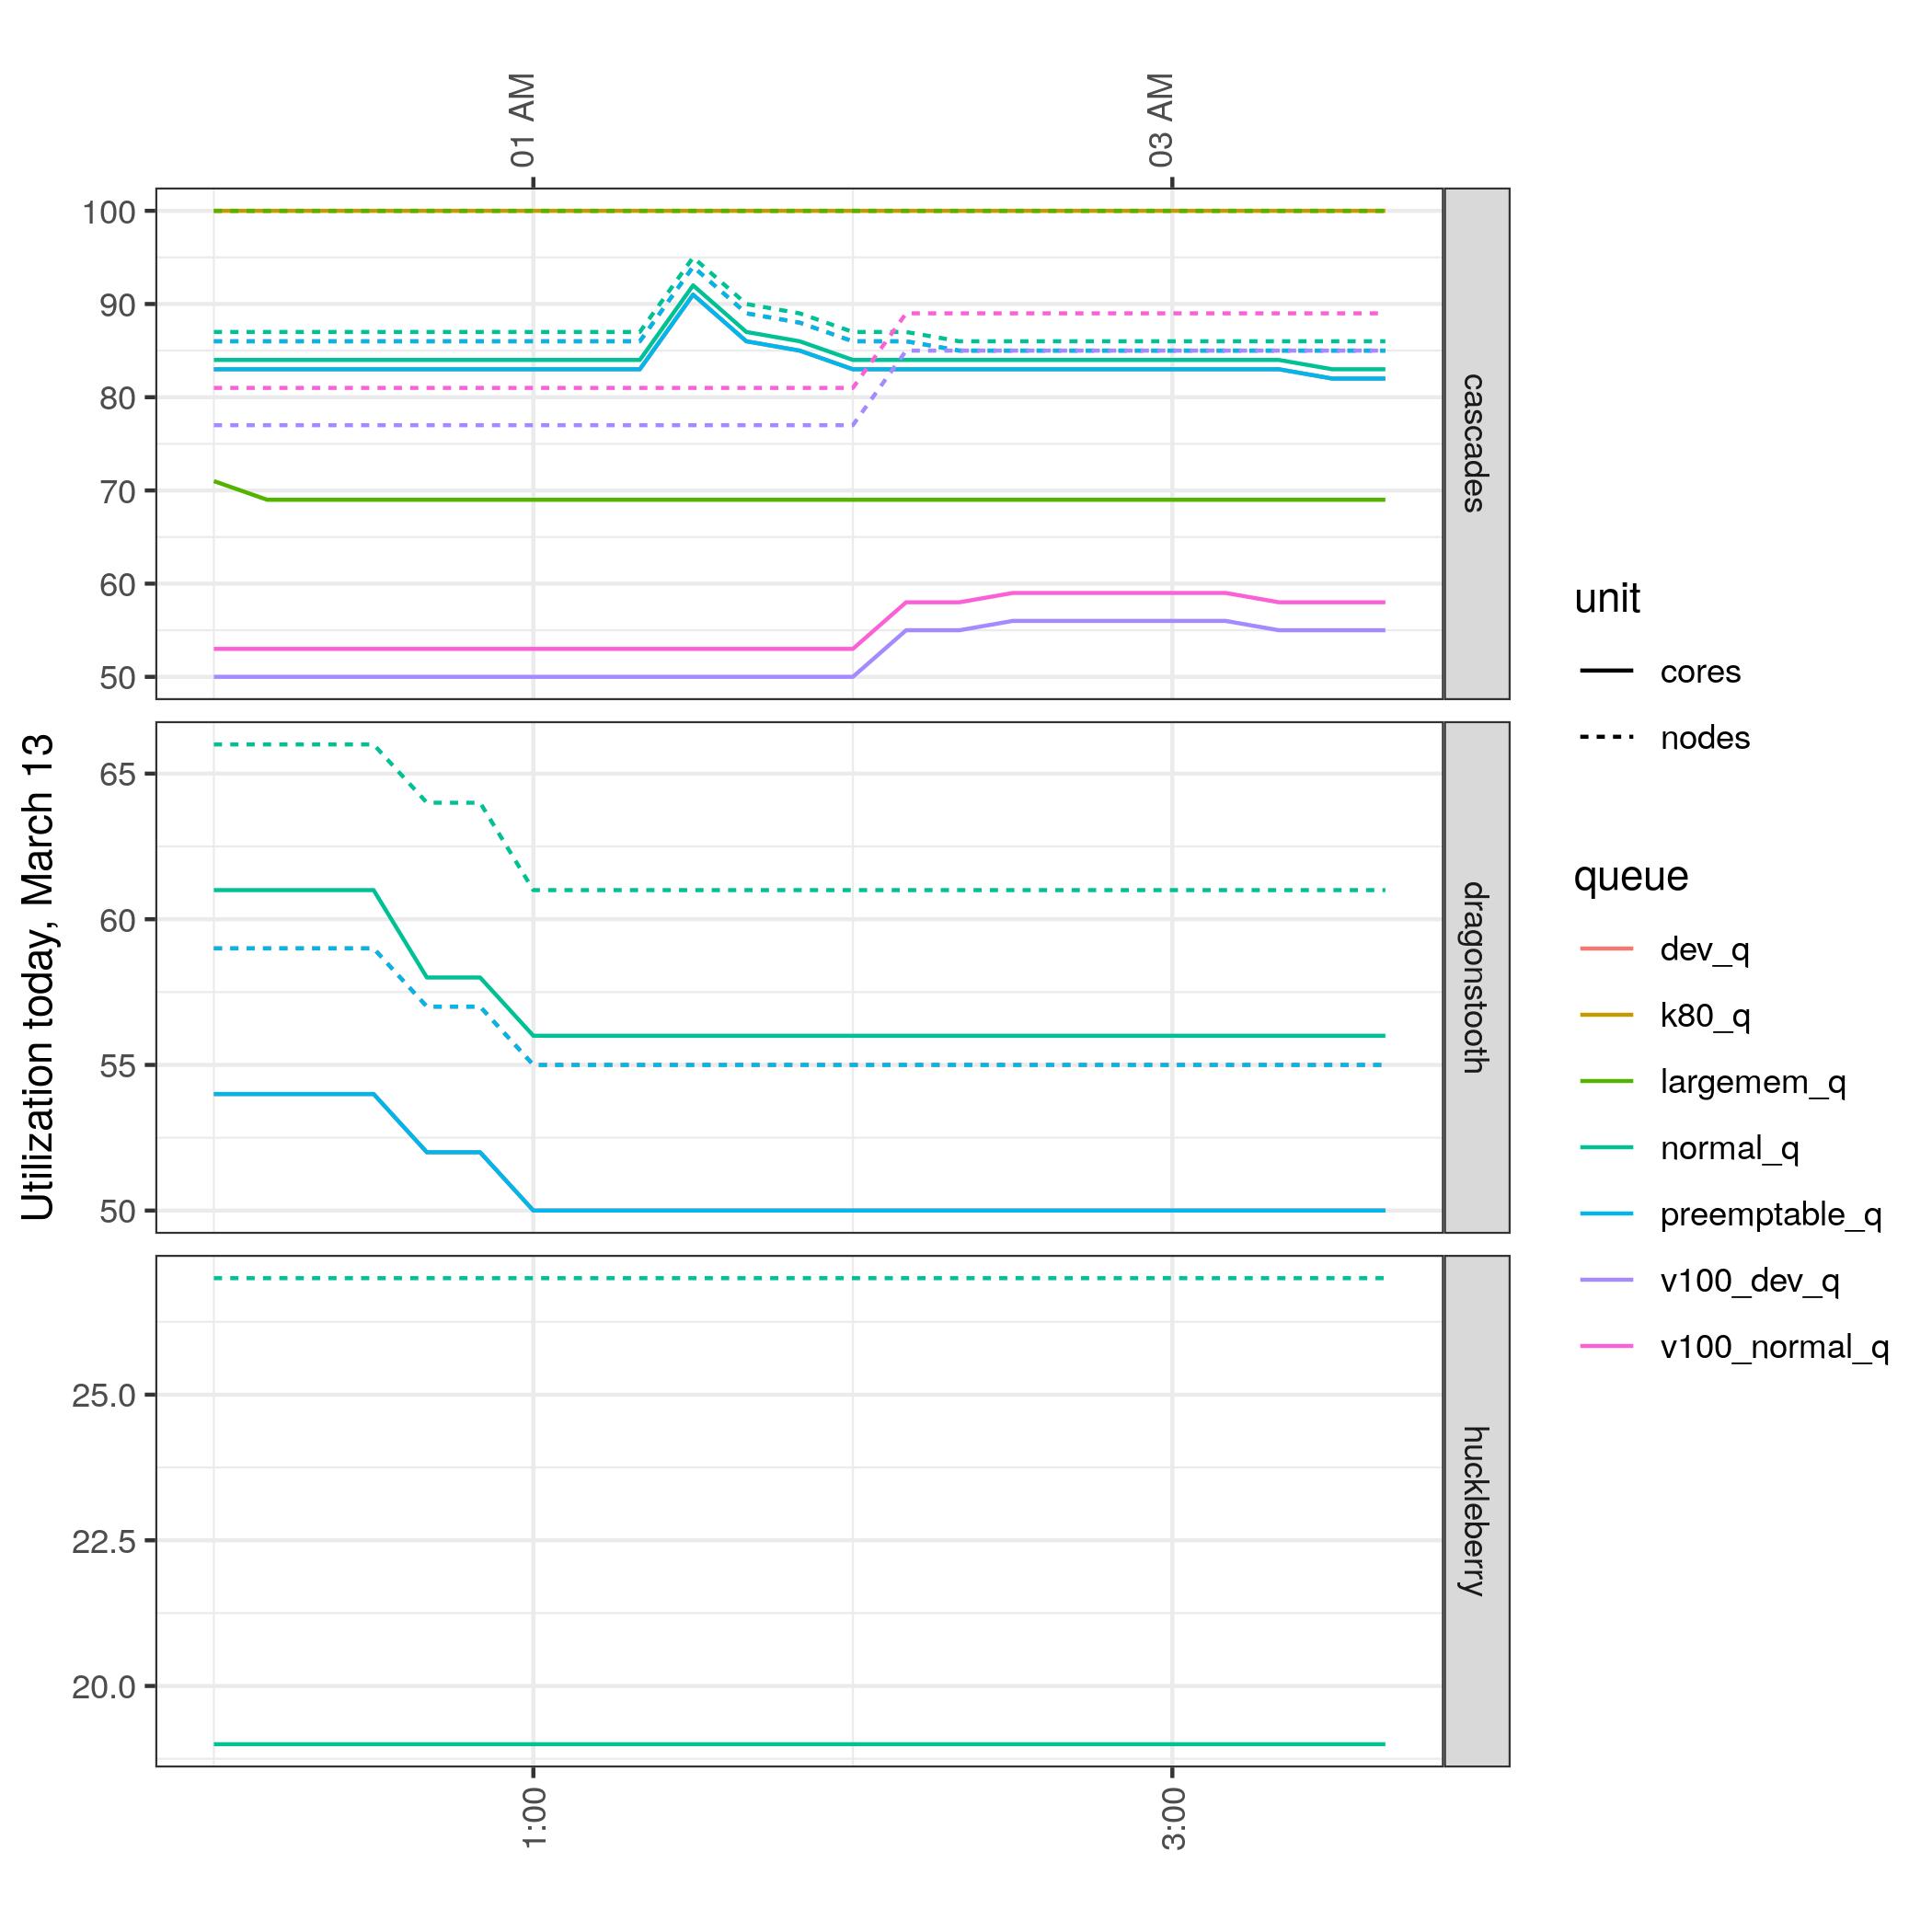 01 AM
03 AM
Utilization today, March 13
100
90
80
70
60
50
cascades
65
60
55
50
dragonstooth
25.0
22.5
20.0
huckleberry
1:00
3:00
unit
cores
nodes
queue
dev_q
k80_q
largemem_q
normal_q
preemptable_q
v100_dev_q
v100_normal_q